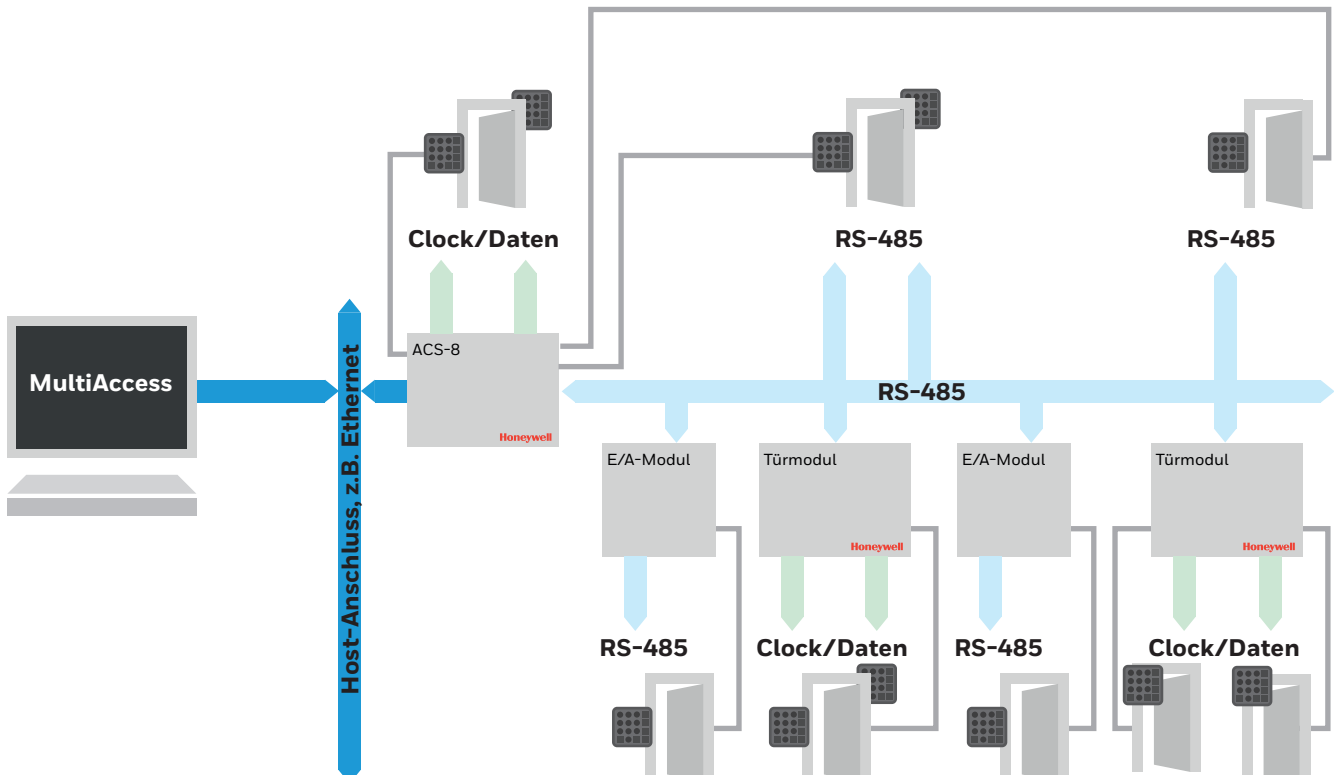 Clock/Daten
RS-485
RS-485
MultiAccess
Host-Anschluss, z.B. Ethernet
ACS-8
Honeywell
RS-485
E/A-Modul
Türmodul
Honeywell
E/A-Modul
Türmodul
Honeywell
RS-485
Clock/Daten
RS-485
Clock/Daten